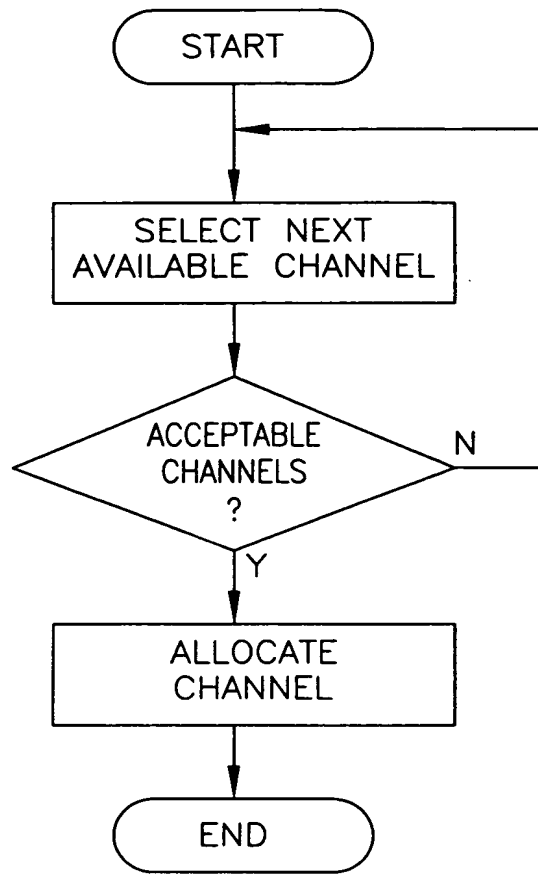 START
SELECT NEXT
AVAILABLE CHANNEL
ACCEPTABLE
CHANNELS
?
N
Y
ALLOCATE
CHANNEL
END